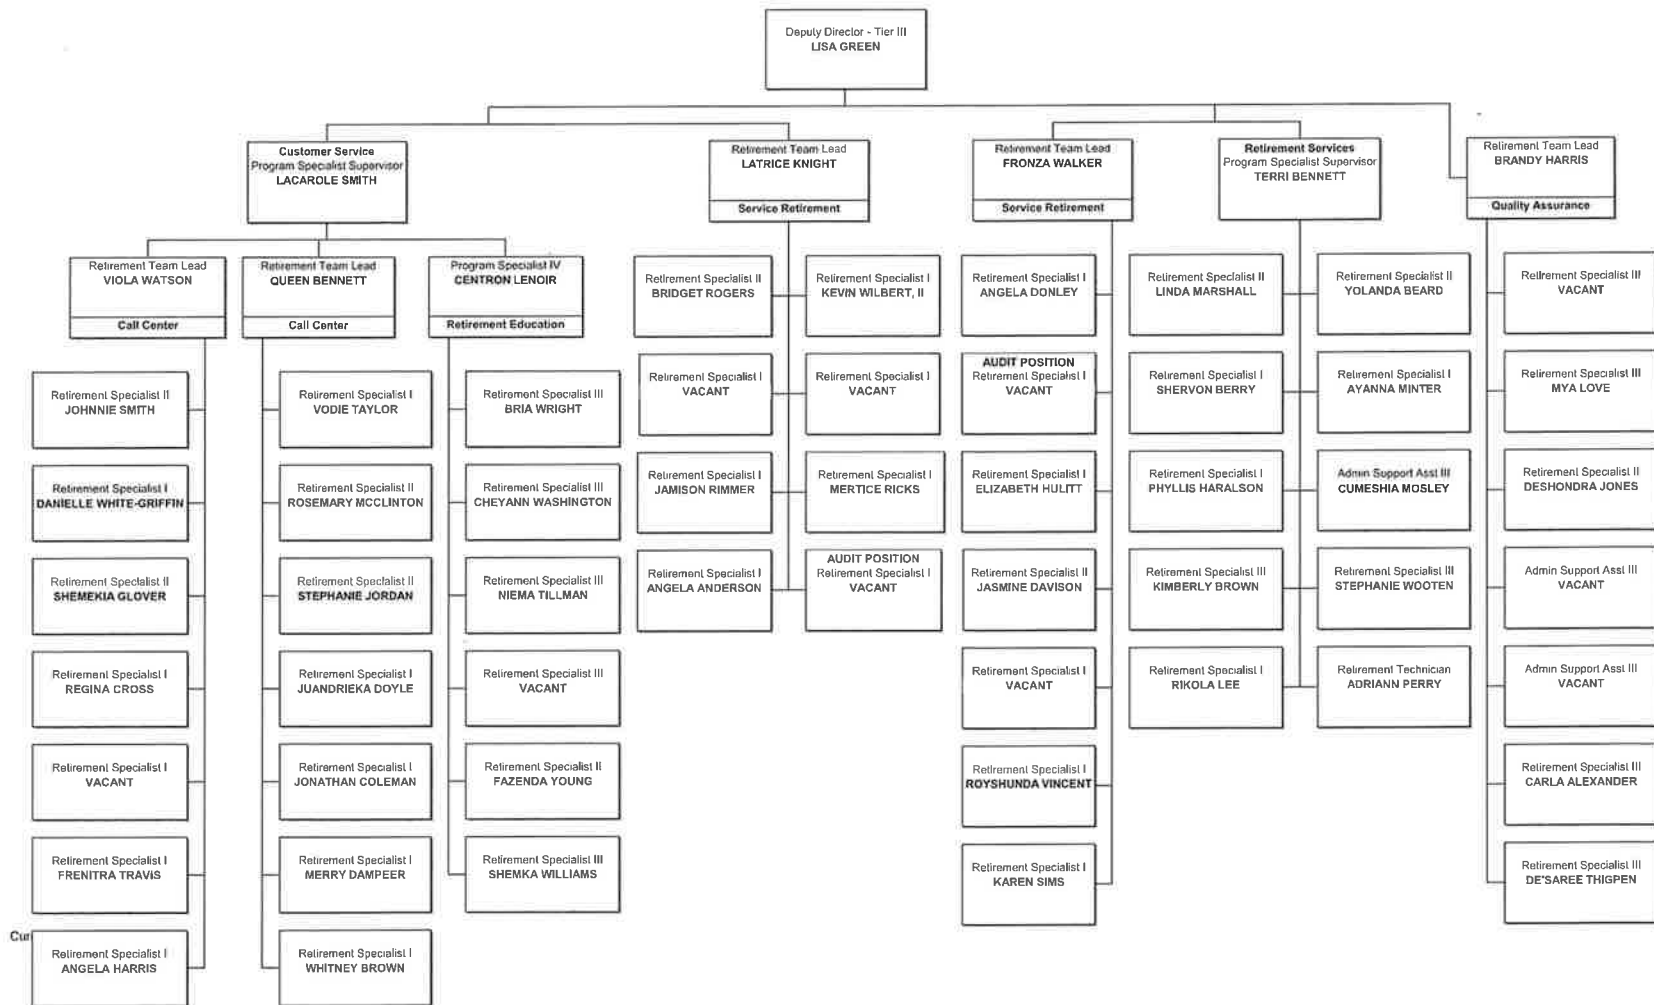 Deputy Director - Tier III
LISA GREEN
Customer Service
Program Specialist Supervisor
LACAROLE SMITH
Retirement Team Lead
LATRICE KNIGHT
Service Retirement
Retirement Team Lead
FRONZA WALKER
Service Retirement
Retirement Services
Program Specialist Supervisor
TERRI BENNETT
Retirement Team Lead
BRANDY HARRIS
Quality Assurance
Retirement Team Lead
VIOLA WATSON
Call Center
Retirement Team Lead
QUEEN BENNETT
Call Center
Program Specialist IV
CENTRON LENOIR
Retirement Education
Retirement Specialist II
JOHNNIE SMITH
Retirement Specialist I
DANIELLE WHITE-GRIFFIN
Retirement Specialist II
SHEMEKIA GLOVER
Retirement Specialist I
REGINA CROSS
Retirement Specialist I
VACANT
Retirement Specialist I
FRENITRA TRAVIS
Retirement Specialist I
ANGELA HARRIS
Retirement Specialist I
VODIE TAYLOR
Retirement Specialist II
ROSEMARY MCCLINTON
Retirement Specialist II
STEPHANIE JORDAN
Retirement Specialist I
JUANDRIEKA DOYLE
Retirement Specialist I
JONATHAN COLEMAN
Retirement Specialist I
MERRY DAMPEER
Retirement Specialist I
WHITNEY BROWN
Retirement Specialist III
BRIA WRIGHT
Retirement Specialist III
CHEYANN WASHINGTON
Retirement Specialist III
NIEMA TILLMAN
Retirement Specialist III
VACANT
Retirement Specialist II
FAZENDA YOUNG
Retirement Specialist III
SHEMKA WILLIAMS
Retirement Specialist II
BRIDGET ROGERS
Retirement Specialist I
VACANT
Retirement Specialist I
JAMISON RIMMER
Retirement Specialist I
ANGELA ANDERSON
Retirement Specialist I
KEVIN WILBERT, II
Retirement Specialist I
VACANT
Retirement Specialist I
MERTICE RICKS
AUDIT POSITION
Retirement Specialist I
VACANT
Retirement Specialist I
ANGELA DONLEY
AUDIT POSITION
Retirement Specialist I
VACANT
Retirement Specialist I
ELIZABETH HULITT
Retirement Specialist II
JASMINE DAVISON
Retirement Specialist I
VACANT
Retirement Specialist I
ROYSHUNDA VINCENT
Retirement Specialist I
KAREN SIMS
Retirement Specialist II
LINDA MARSHALL
Retirement Specialist I
SHERVON BERRY
Retirement Specialist I
PHYLLIS HARALSON
Retirement Specialist III
KIMBERLY BROWN
Retirement Specialist I
RIKOLA LEE
Retirement Specialist II
YOLANDA BEARD
Retirement Specialist I
AYANNA MINTER
Admin Support Asst III
CUMESHIA MOSLEY
Retirement Specialist III
STEPHANIE WOOTEN
Retirement Technician
ADRIANN PERRY
Retirement Specialist III
VACANT
Retirement Specialist III
MYA LOVE
Retirement Specialist II
DESHONDRA JONES
Admin Support Asst III
VACANT
Admin Support Asst III
VACANT
Retirement Specialist III
CARLA ALEXANDER
Retirement Specialist III
DE'SAREE THIGPEN